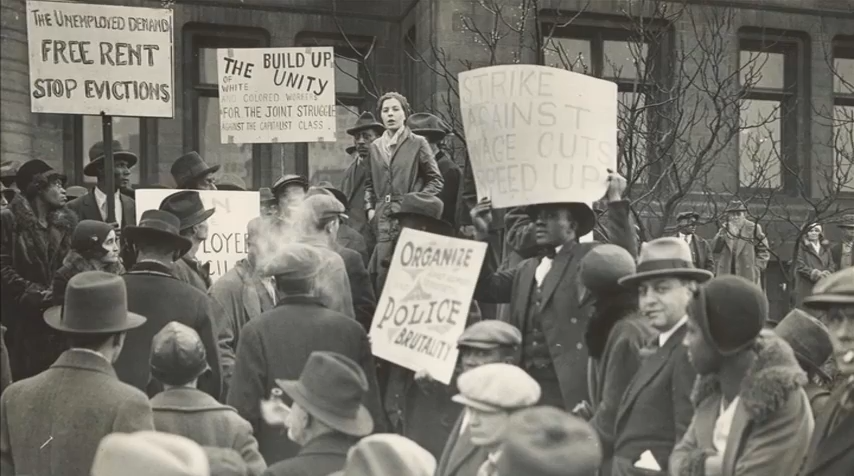 THE UNEMPLOYED DEMAND
FREE RENT
STOP EVICTIONS
THE BUILD UP
OF UNITY
WHITE
AND COLORED WORKERS
FOR THE JOINT STRUGGLE
AGAINST THE CAPITALIST CLASS.
STRIKE
AGAINST
WAGE CUTS
SPEED UP
ORGANIZE
POLICE
BRUTALITY